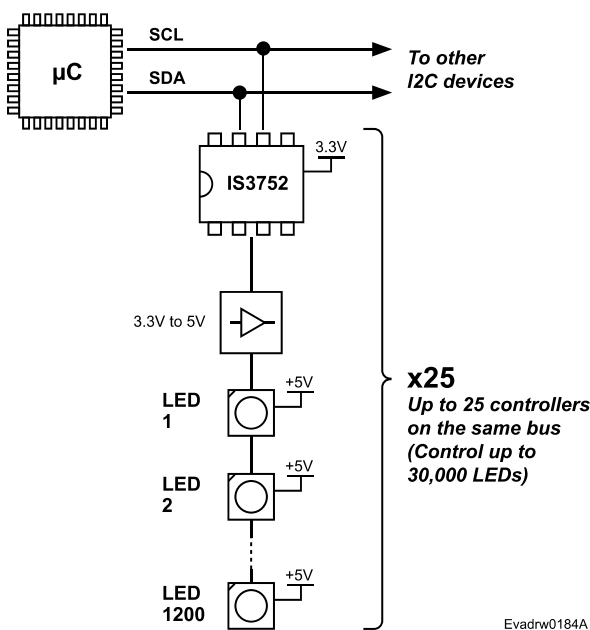 SCL
µC
SDA
To other
I2C devices
3.3V
IS3752
3.3V to 5V
+5V
LED
1
x25
Up to 25 controllers
on the same bus
(Control up to
30,000 LEDs)
+5V
LED
2
+5V
LED
1200
Evadrw0184A